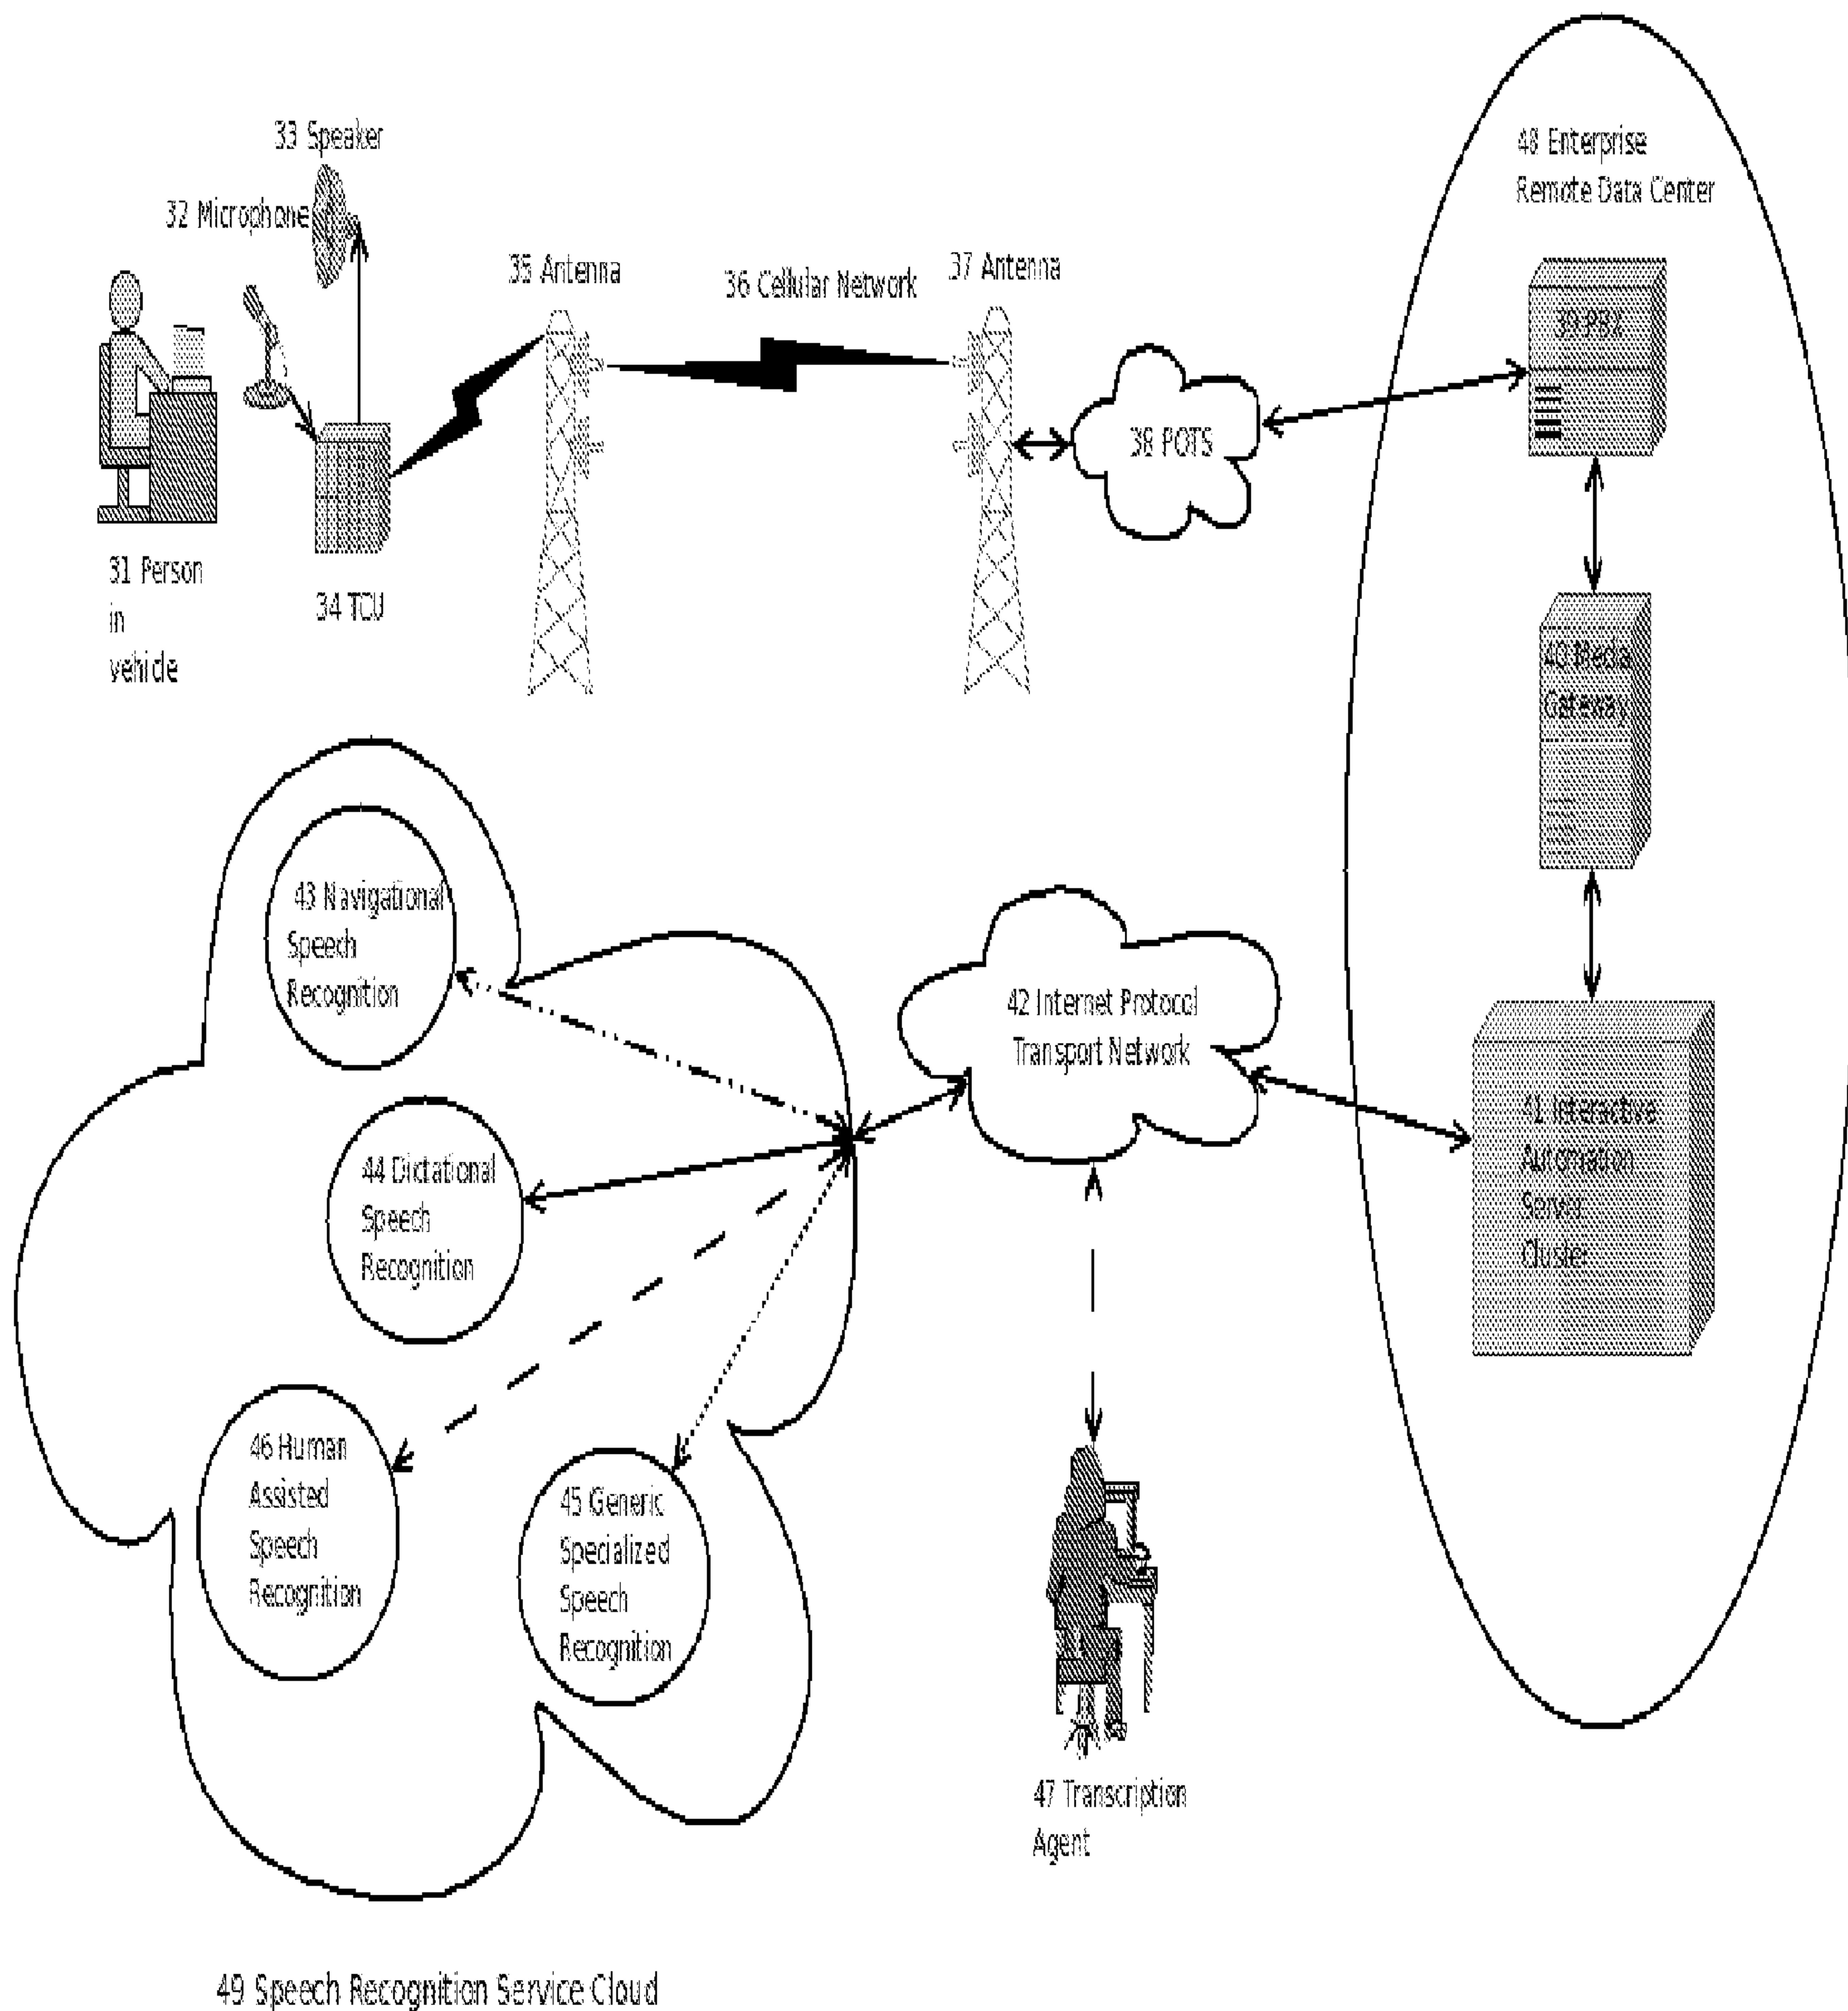 33 Speaker
32 Microphone
31 Person
in
vehicle
34 TCU
35 Antenna
36 Cellular Network
37 Antenna
38 POTS
48 Enterprise
Remote Data Center
39 PBX
40 Media
Gateway
41 Interactive
Automation
Server
Cluster
42 Internet Protocol
Transport Network
43 Navigational
Speech
Recognition
44 Dictational
Speech
Recognition
46 Human
Assisted
Speech
Recognition
45 Generic
Specialized
Speech
Recognition
47 Transcription
Agent
49 Speech Recognition Service Cloud